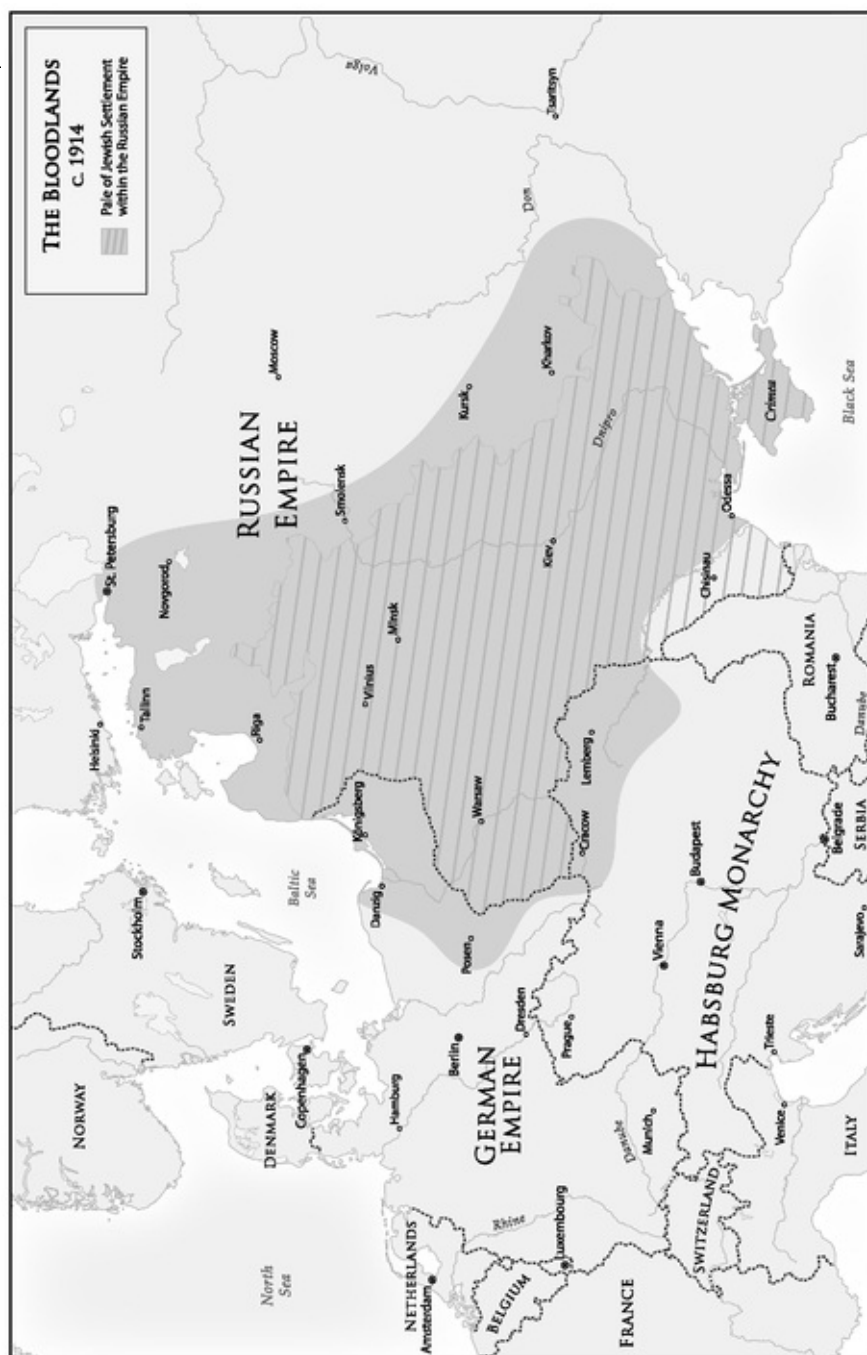 THE BLOODLANDS
C. 1914
Pale of Jewish Settlement
within the Russian Empire
NORWAY
SWEDEN
Stockholm
Helsinki
Tallinn
St. Petersburg
Novgorod
Volga
North
Sea
DENMARK
Copenhagen
Baltic
Sea
Riga
RUSSIAN
EMPIRE
Moscow
Smolensk
NETHERLANDS
Amsterdam
Hamburg
Danzig
Königsberg
Vilnius
Minsk
Berlin
Posen
Warsaw
Kursk
GERMAN
EMPIRE
BELGIUM
Rhine
Luxembourg
Dresden
Prague
Cracow
Lemberg
Kiev
Kharkov
Don
Tsaritsyn
Dnipro
FRANCE
Danube
Munich
Vienna
Budapest
SWITZERLAND
HABSBURG MONARCHY
Chișinau
Odessa
Crimea
Venice
Trieste
ITALY
Belgrade
ROMANIA
Bucharest
Sarajevo
SERBIA
Danube
Black Sea